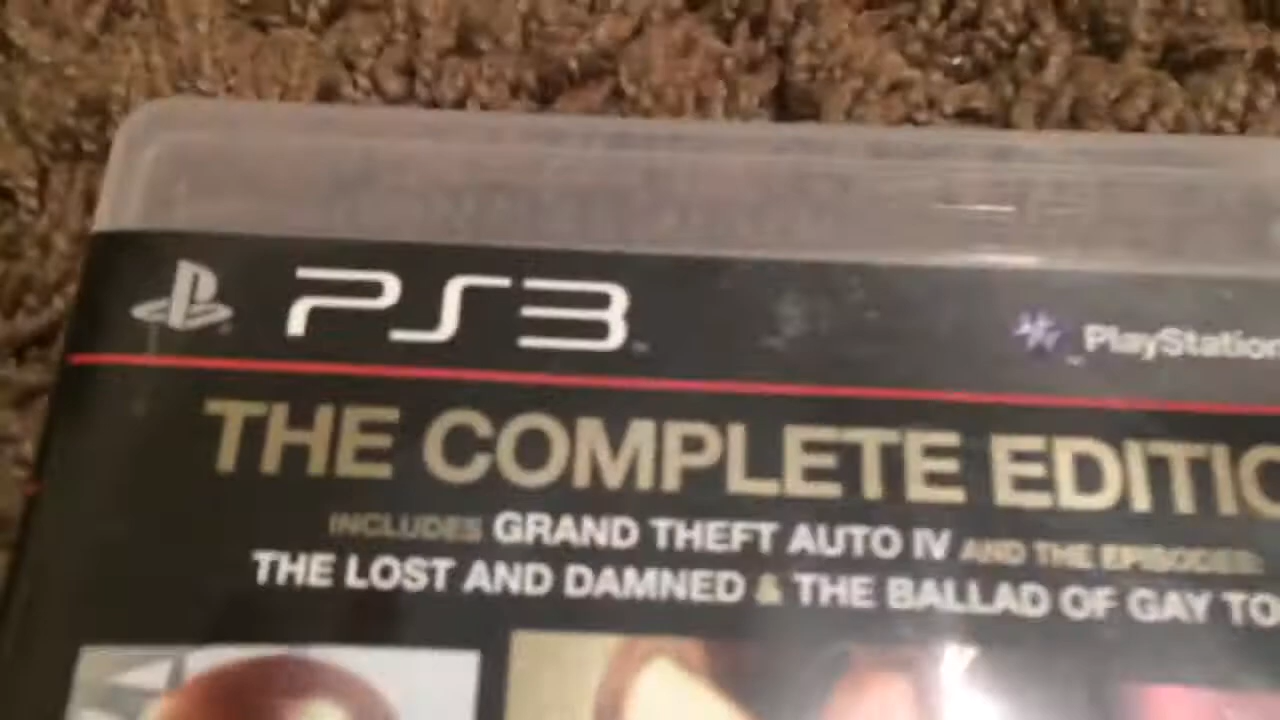 PS3
PlayStation
THE COMPLETE EDITIO
INCLUDES GRAND THEFT AUTO IV AND THE EPISODES:
THE LOST AND DAMNED & THE BALLAD OF GAY TO